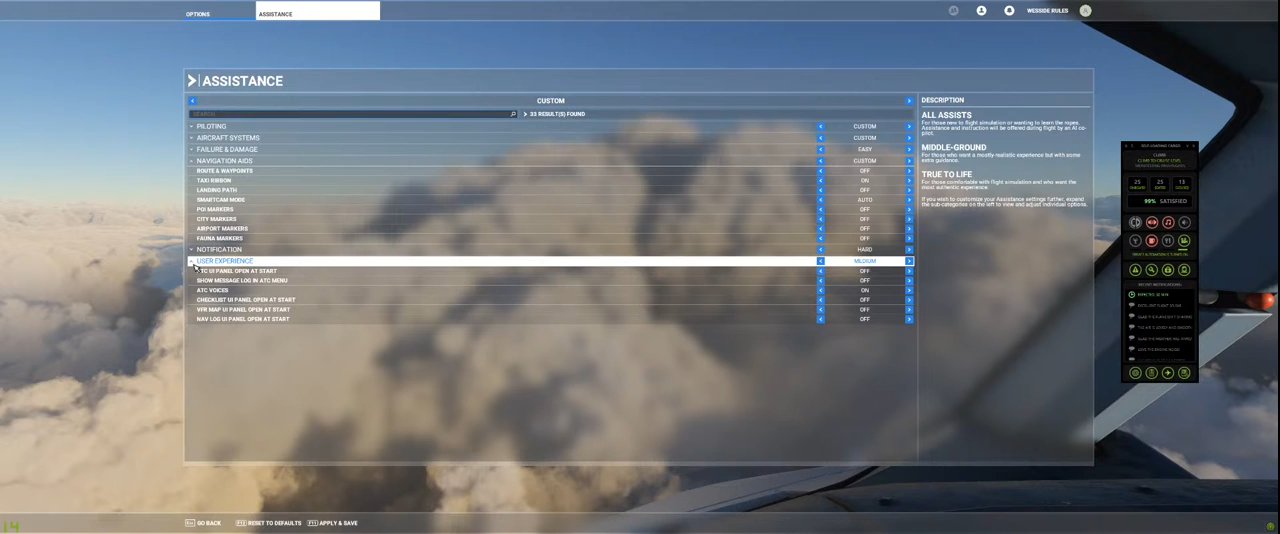 OPTIONS
ASSISTANCE
WESSIDE RULES
ASSISTANCE
CUSTOM
SEARCH
33 RESULT(S) FOUND
PILOTING CUSTOM
AIRCRAFT SYSTEMS CUSTOM
FAILURE & DAMAGE EASY
NAVIGATION AIDS CUSTOM
ROUTE & WAYPOINTS OFF
TAXI RIBBON ON
LANDING PATH OFF
SMARTCAM MODE AUTO
POI MARKERS OFF
CITY MARKERS OFF
AIRPORT MARKERS OFF
FAUNA MARKERS OFF
NOTIFICATION HARD
USER EXPERIENCE MEDIUM
ATC UI PANEL OPEN AT START OFF
SHOW MESSAGE LOG IN ATC MENU OFF
ATC VOICES ON
CHECKLIST UI PANEL OPEN AT START OFF
VFR MAP UI PANEL OPEN AT START OFF
NAV LOG UI PANEL OPEN AT START OFF
DESCRIPTION
ALL ASSISTS
For those new to flight simulation or wanting to learn the ropes.
Assistance and instruction will be offered during flight by an AI co-
pilot.
MIDDLE-GROUND
For those who want a mostly-realistic experience but with some
extra guidance.
TRUE TO LIFE
For those comfortable with flight simulation and who want the
most authentic experience.
If you wish to customize your Assistance settings further, expand
the sub-categories on the left to view and adjust individual options.
CLIMB
25 25 13
99% SATISFIED
Esc GO BACK
F10 RESET TO DEFAULTS
F11 APPLY & SAVE
14